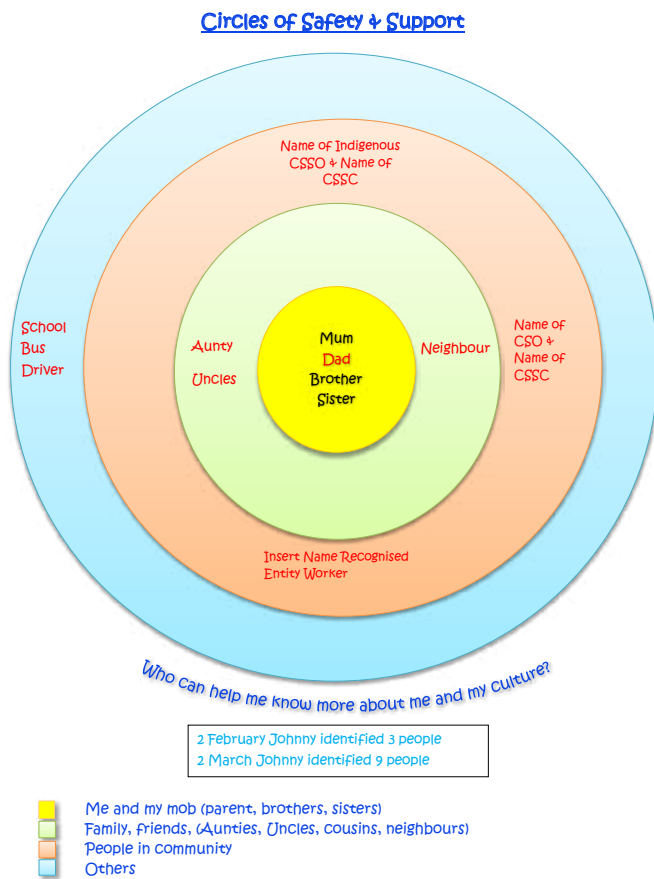 Circles of Safety & Support
Name of Indigenous
CSSO & Name of
CSSC
School
Bus
Driver
Aunty
Uncles
Mum
Dad
Brother
Sister
Neighbour
Name of
CSO &
Name of
CSSC
Insert Name Recognised
Entity Worker
Who can help me know more about me and my culture?
2 February Johnny identified 3 people
2 March Johnny identified 9 people
Me and my mob (parent, brothers, sisters)
Family, friends, (Aunties, Uncles, cousins, neighbours)
People in community
Others